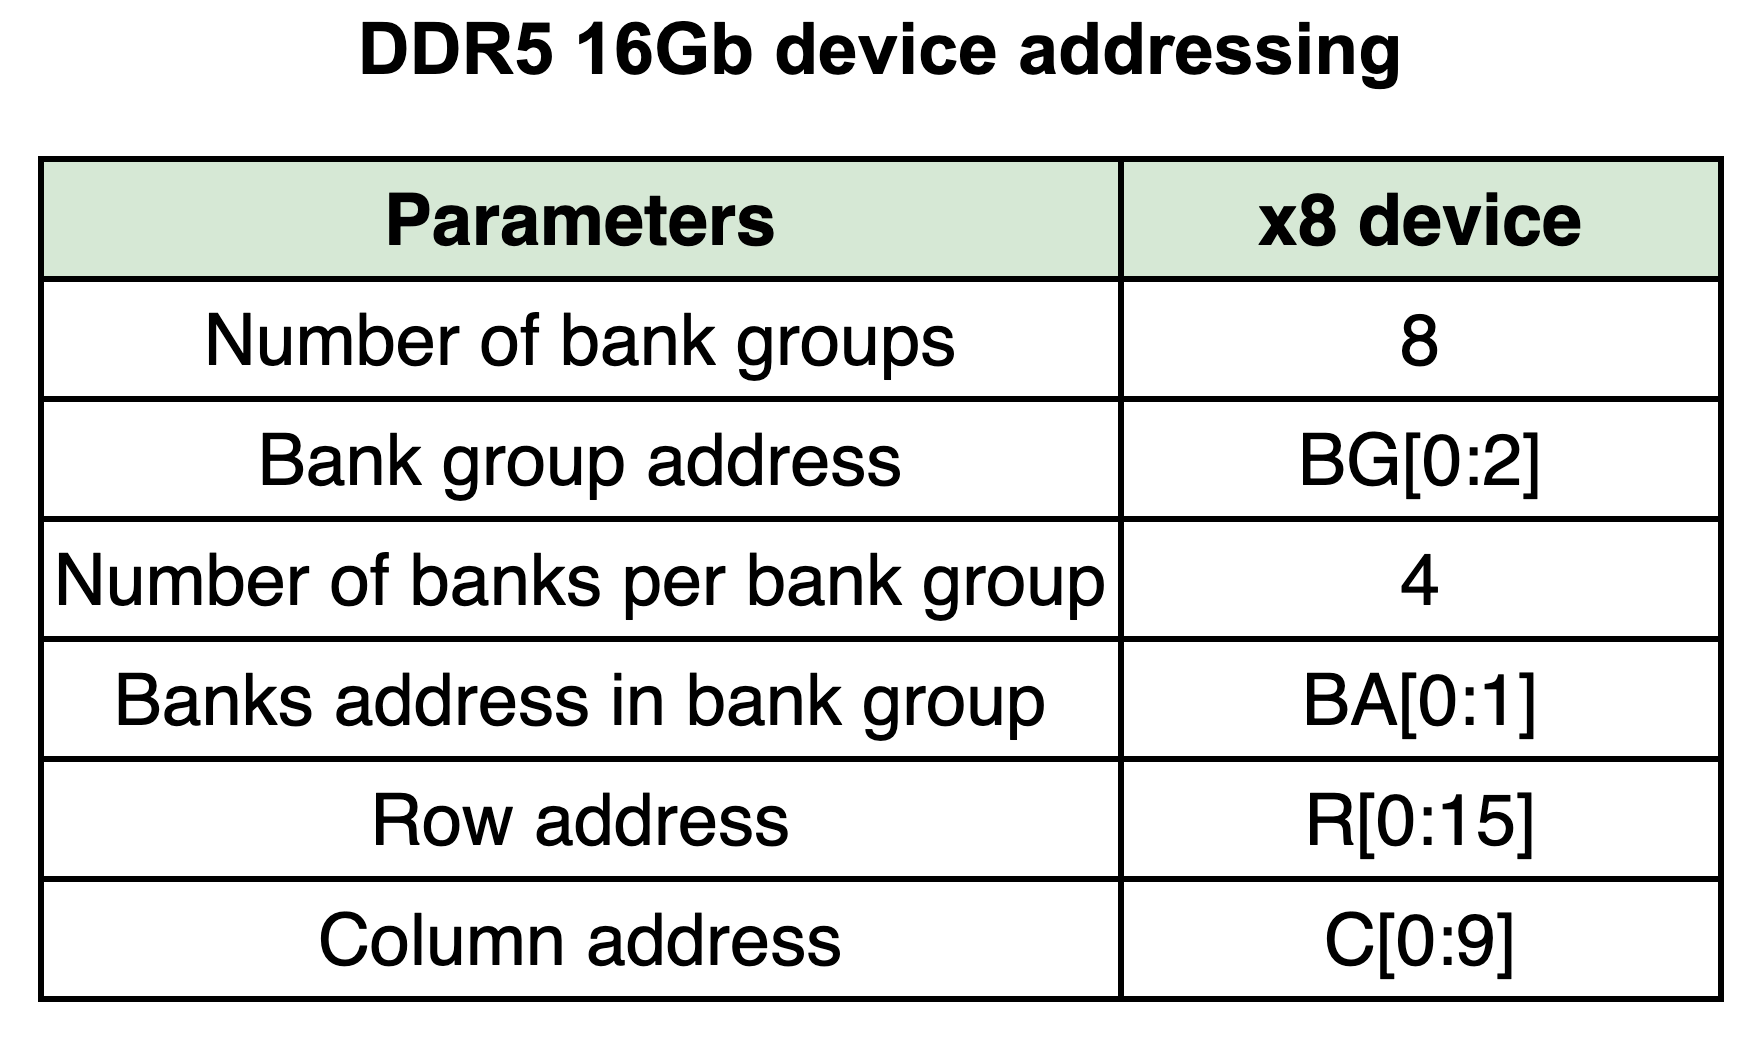 DDR5 16Gb device addressing
Parameters x8 device
Number of bank groups 8
Bank group address BG[0:2]
Number of banks per bank group 4
Banks address in bank group BA[0:1]
Row address R[0:15]
Column address C[0:9]